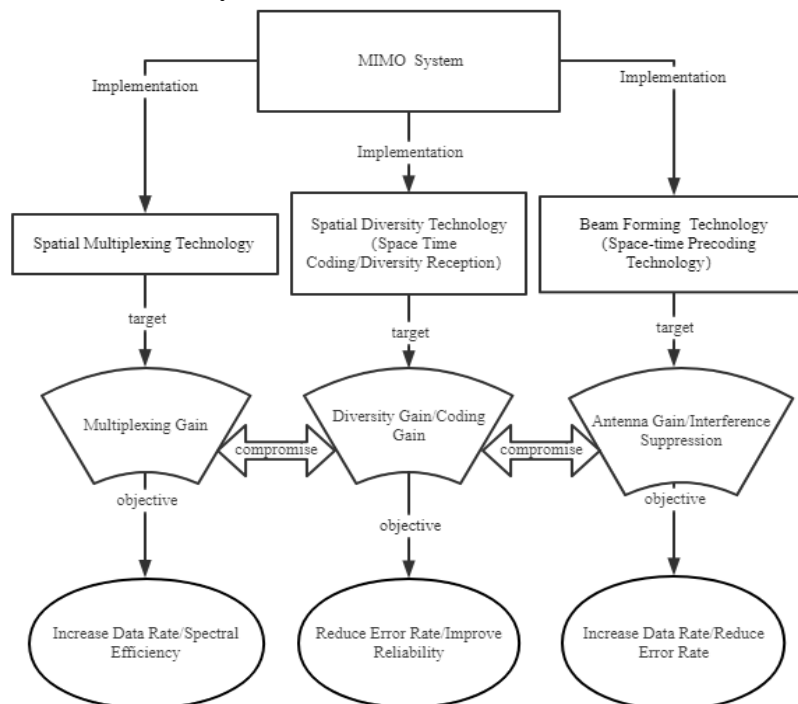 MIMO System
Implementation
Implementation
Implementation
Spatial Multiplexing Technology
Spatial Diversity Technology
(Space Time
Coding/Diversity Reception)
Beam Forming Technology
(Space-time Precoding
Technology)
target
target
target
Multiplexing Gain
compromise
Diversity Gain/Coding
Gain
compromise
Antenna Gain/Interference
Suppression
objective
objective
objective
Increase Data Rate/Spectral
Efficiency
Reduce Error Rate/Improve
Reliability
Increase Data Rate/Reduce
Error Rate